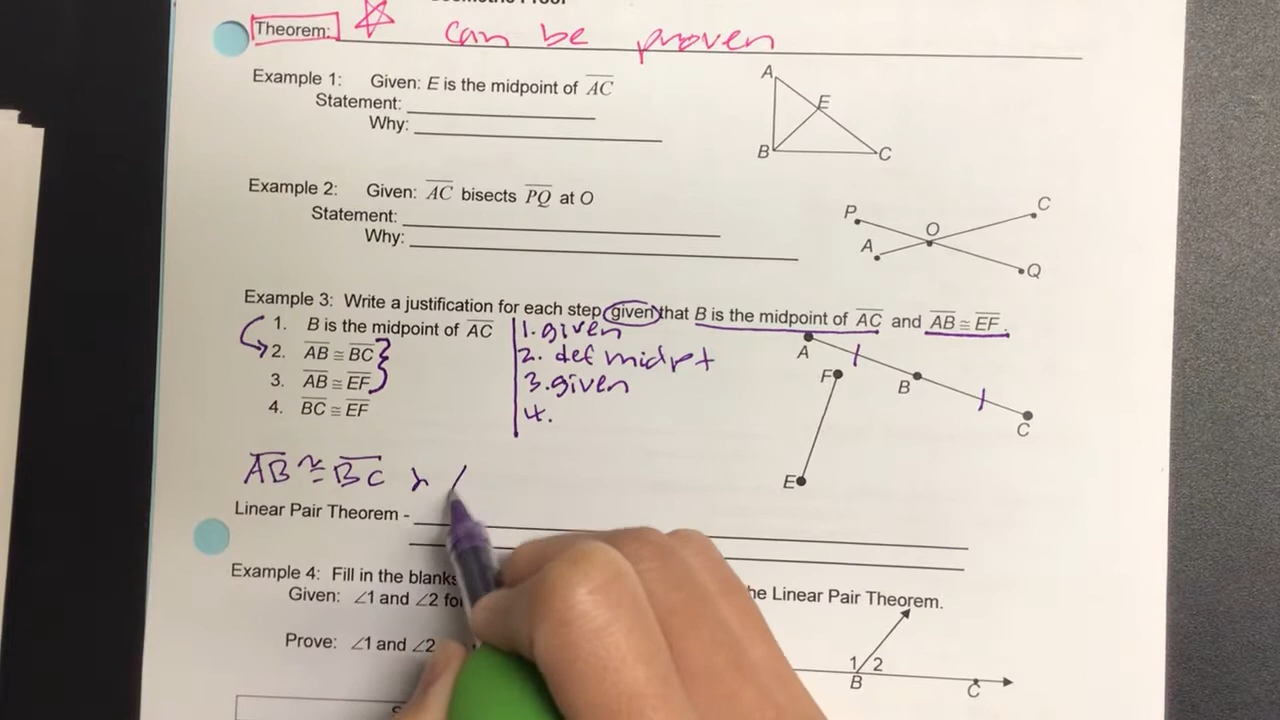 Theorem: can be proven
Example 1: Given: E is the midpoint of AC
Statement:
Why:
A
E
B
C
Example 2: Given: AC bisects PQ at O
Statement:
Why:
P
C
O
A
Q
Example 3: Write a justification for each step given that B is the midpoint of AC and AB ≅ EF.
1. B is the midpoint of AC 1. given
2. AB ≅ BC 2. def midpt
3. AB ≅ EF 3. given
4. BC ≅ EF 4.
A
F
B
C
E
AB ≅ BC
Linear Pair Theorem -
Example 4: Fill in the blanks he Linear Pair Theorem.
Given: ∠1 and ∠2 fo
Prove: ∠1 and ∠2
1 2
B
C